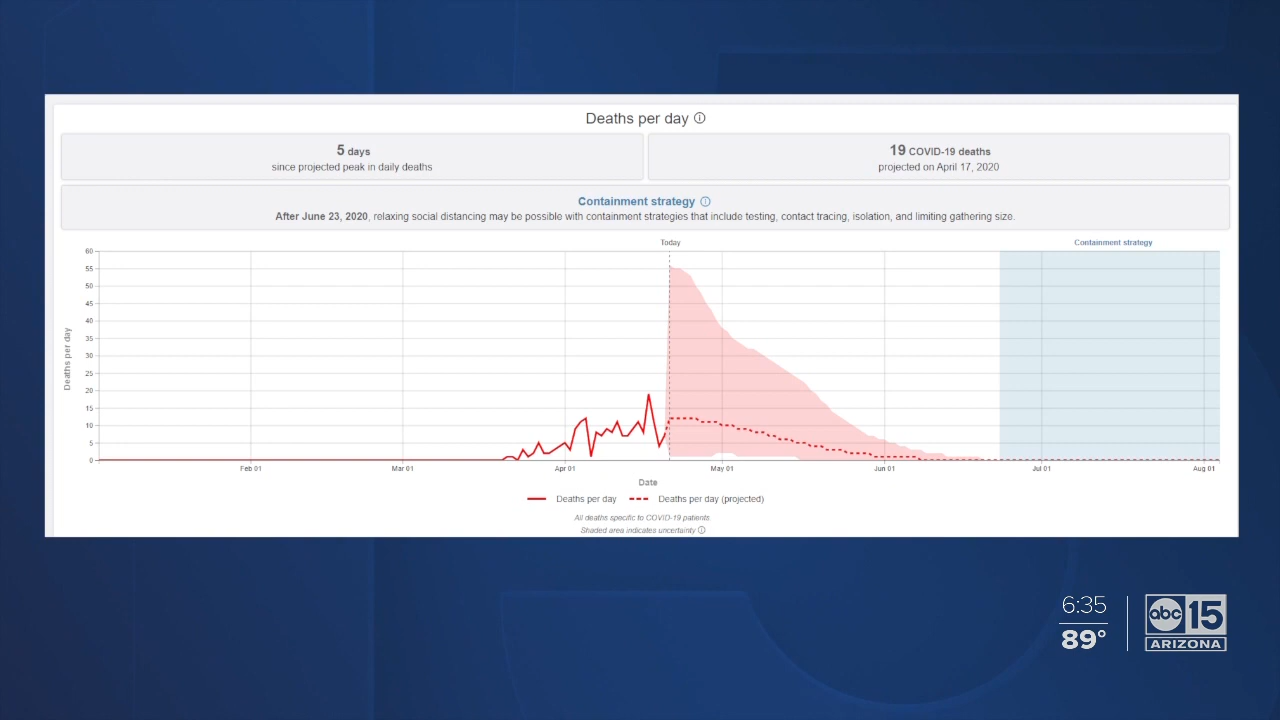 Deaths per day
5 days
since projected peak in daily deaths
19 COVID-19 deaths
projected on April 17, 2020
Containment strategy
After June 23, 2020, relaxing social distancing may be possible with containment strategies that include testing, contact tracing, isolation, and limiting gathering size.
Today
Containment strategy
60
55
50
45
40
35
30
25
20
15
10
5
0
Deaths per day
Feb 01
Mar 01
Apr 01
May 01
Jun 01
Jul 01
Aug 01
Date
Deaths per day
Deaths per day (projected)
All deaths specific to COVID-19 patients
Shaded area indicates uncertainty
6:35
89°
abc 15
ARIZONA